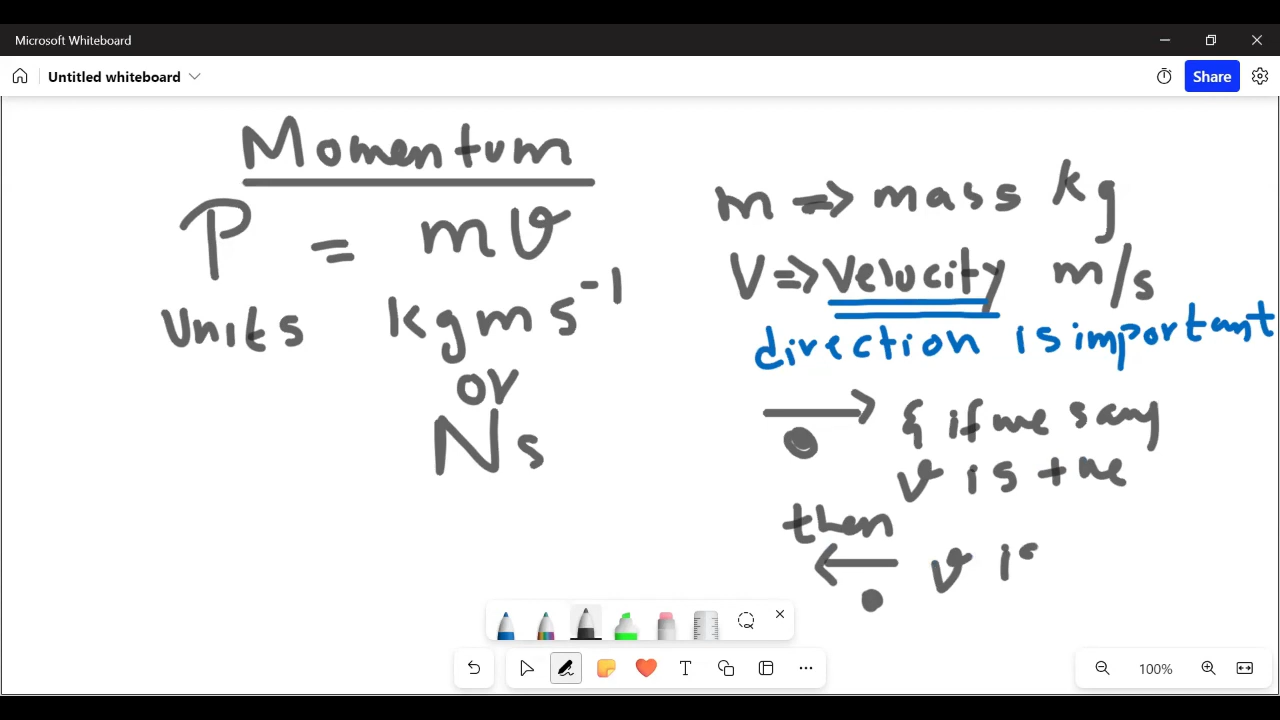 Microsoft Whiteboard
Untitled whiteboard
Share
Momentum
P = mv
units kgms⁻¹
or
Ns
m => mass kg
V => Velocity m/s
direction is important
& if we say
v is +ve
then
v is
T
100%